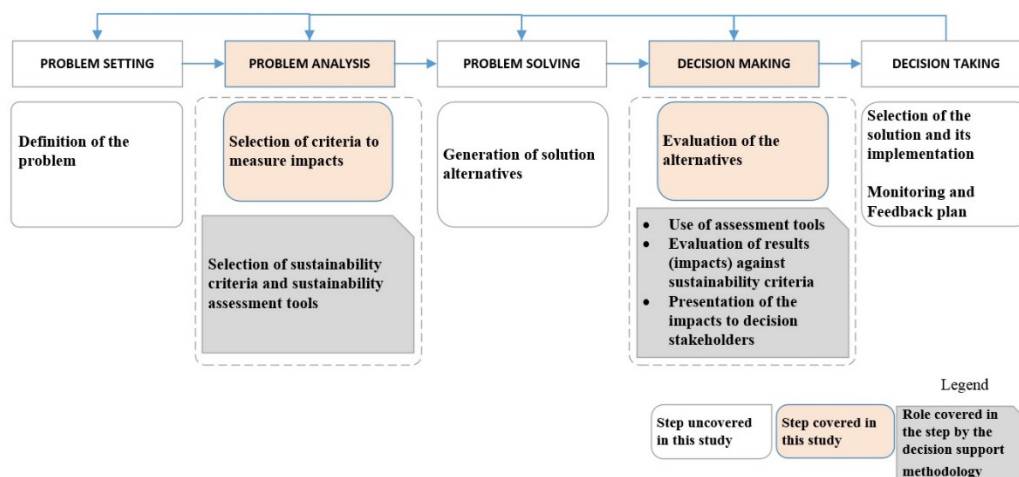 PROBLEM SETTING
PROBLEM ANALYSIS
PROBLEM SOLVING
DECISION MAKING
DECISION TAKING
Definition of the
problem
Selection of criteria to
measure impacts
Selection of sustainability
criteria and sustainability
assessment tools
Generation of solution
alternatives
Evaluation of the
alternatives
• Use of assessment tools
• Evaluation of results
(impacts) against
sustainability criteria
• Presentation of the
impacts to decision
stakeholders
Selection of the
solution and its
implementation
Monitoring and
Feedback plan
Legend
Step uncovered
in this study
Step covered in
this study
Role covered in
the step by the
decision support
methodology